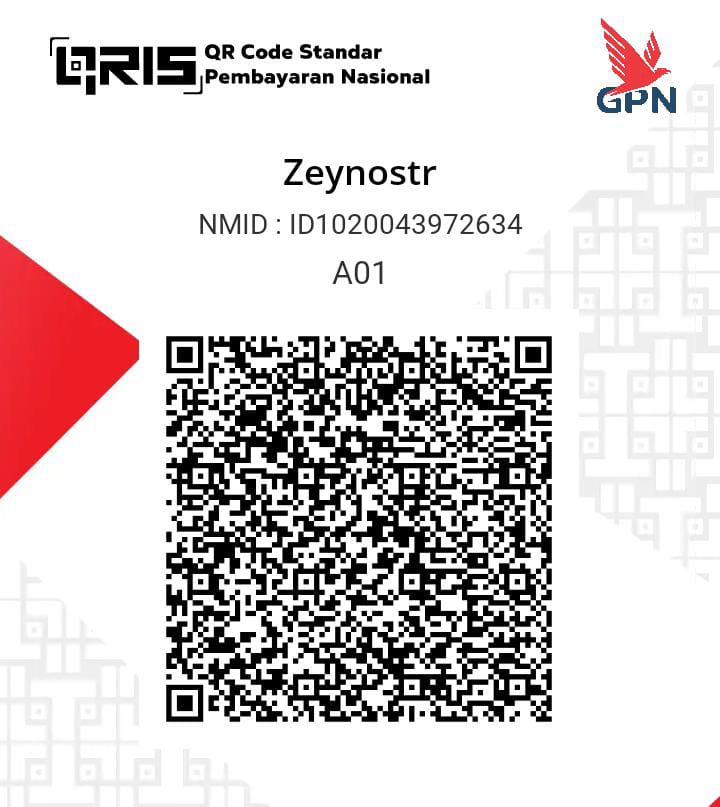 QRIS QR Code Standar
Pembayaran Nasional
GPN
Zeynostr
NMID : ID1020043972634
A01